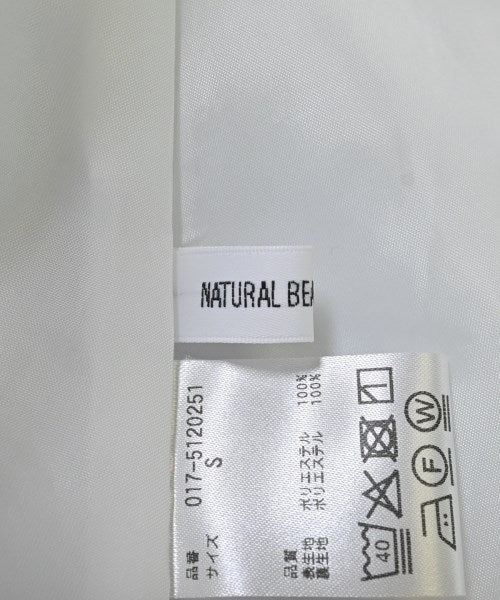 NATURAL BEA
品番 017-5120251
サイズ S
品質
表生地 ポリエステル 100%
裏生地 ポリエステル 100%
40
F
W